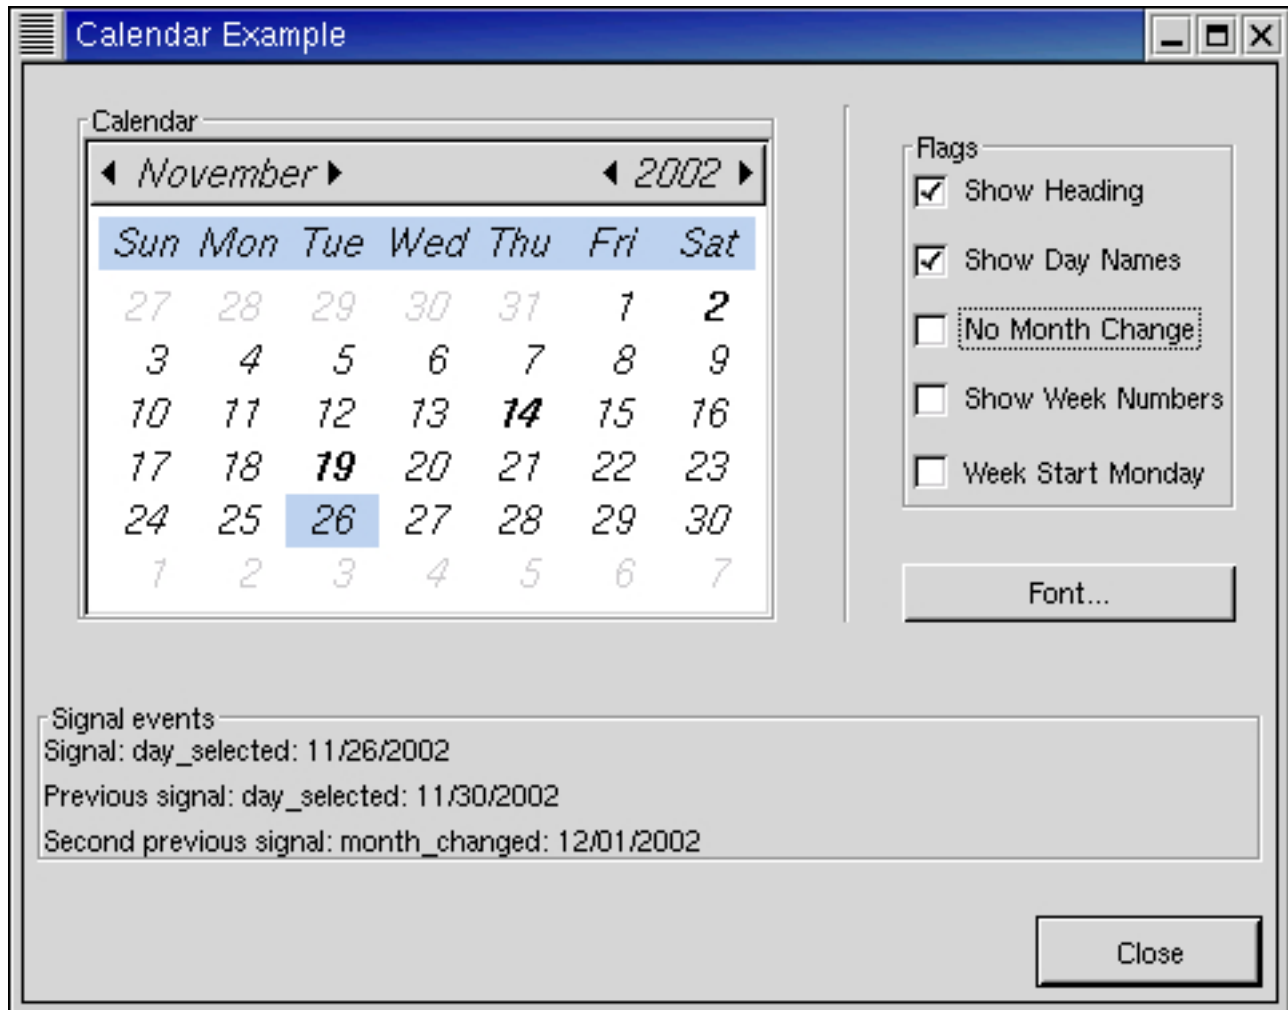 Calendar Example
Calendar
November 2002
Sun Mon Tue Wed Thu Fri Sat
27 28 29 30 31 1 2
3 4 5 6 7 8 9
10 11 12 13 14 15 16
17 18 19 20 21 22 23
24 25 26 27 28 29 30
1 2 3 4 5 6 7
Flags
Show Heading
Show Day Names
No Month Change
Show Week Numbers
Week Start Monday
Font...
Signal events
Signal: day_selected: 11/26/2002
Previous signal: day_selected: 11/30/2002
Second previous signal: month_changed: 12/01/2002
Close